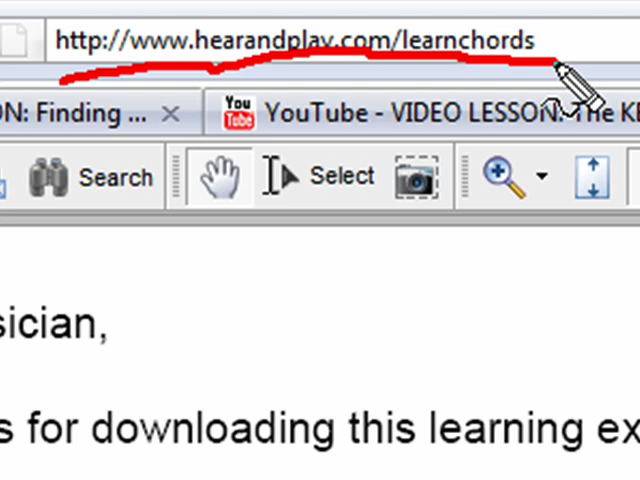 http://www.hearandplay.com/learnchords
ON: Finding ... You Tube YouTube - VIDEO LESSON: The KE
Search Select
sician,
s for downloading this learning ex